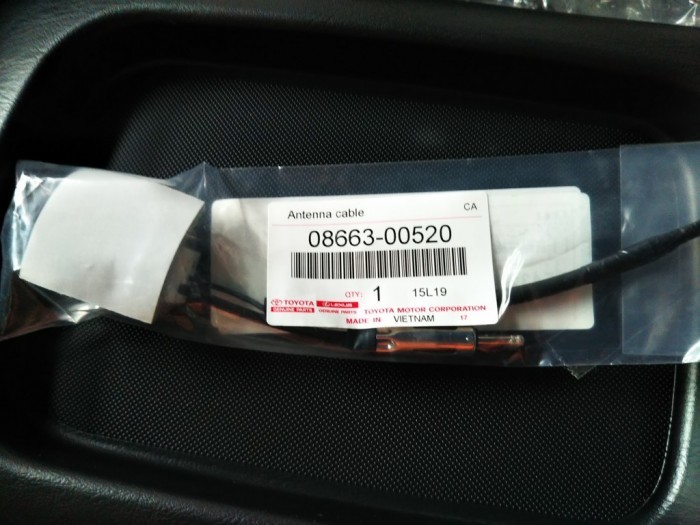 Antenna cable
CA
08663-00520
QTY: 1 15L19
TOYOTA LEXUS
GENUINE PARTS GENUINE PARTS TOYOTA MOTOR CORPORATION
MADE IN VIETNAM 17